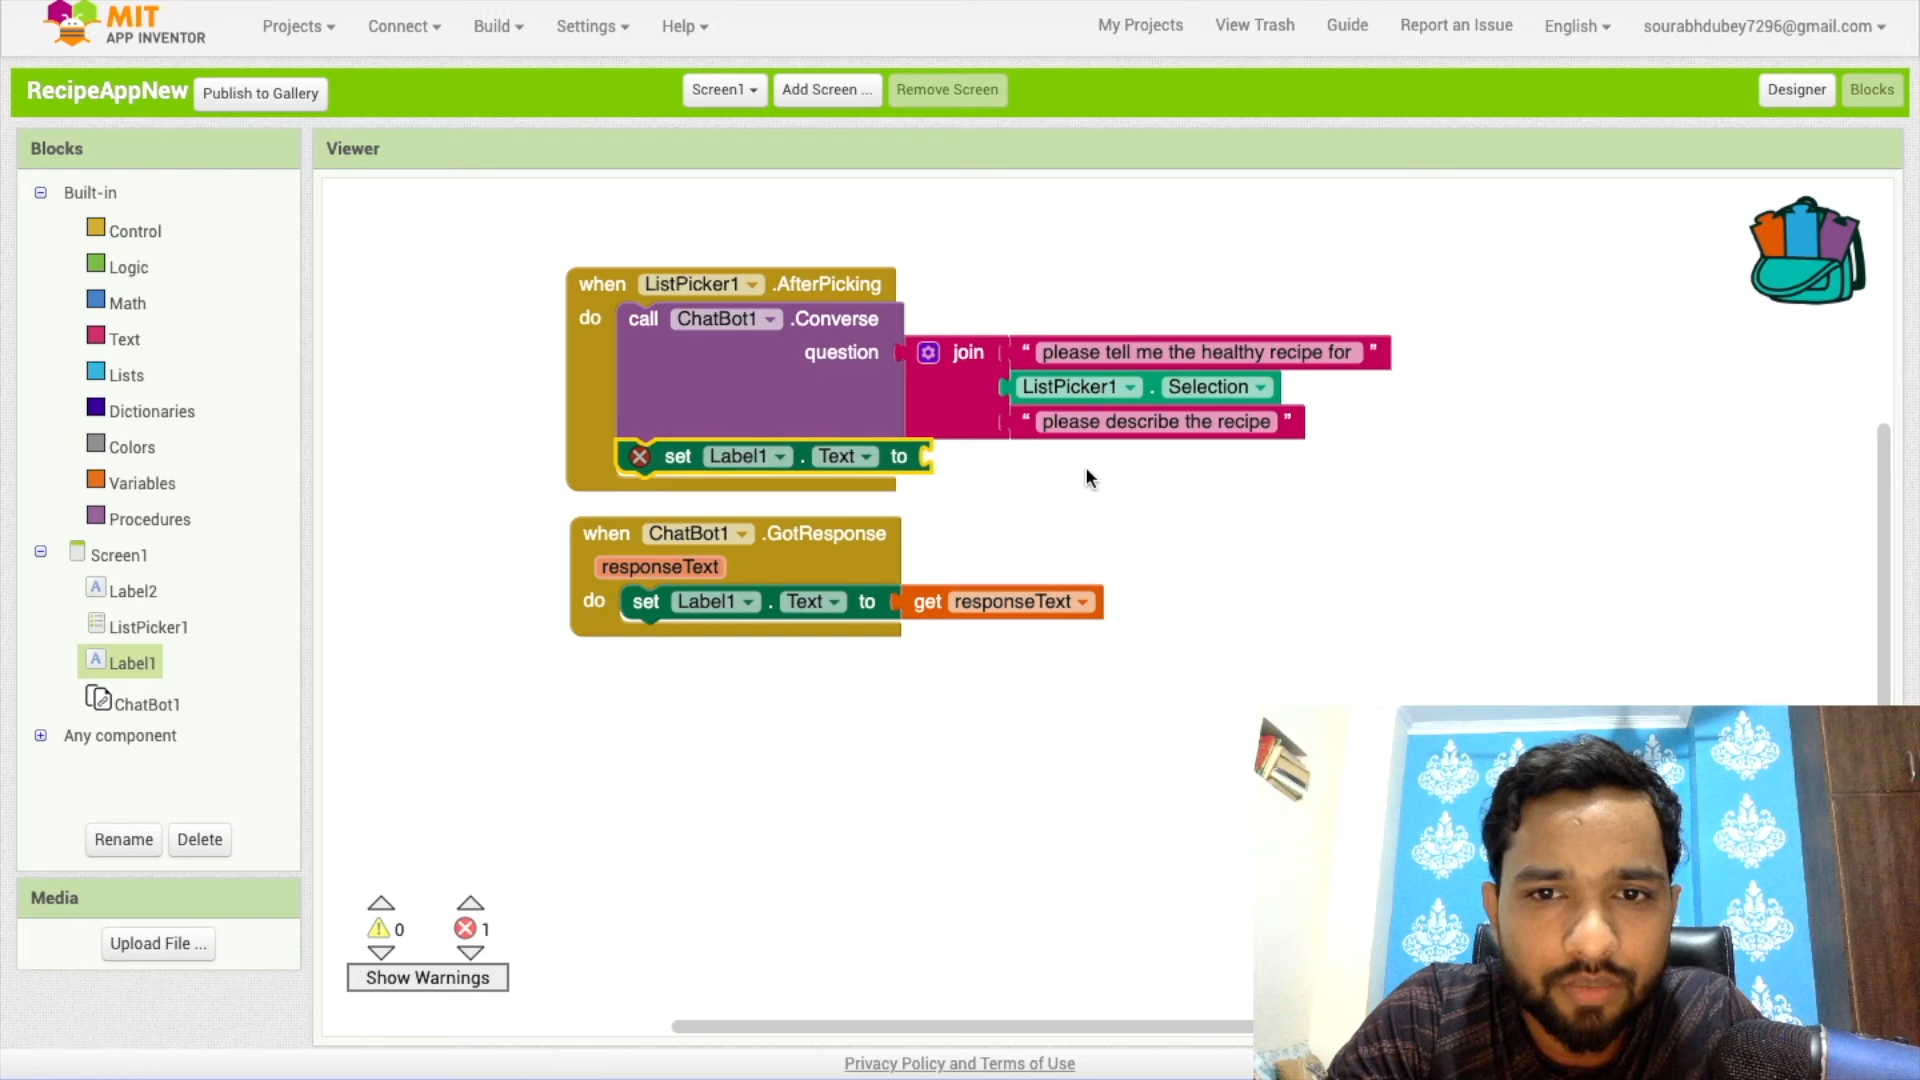 MIT
APP INVENTOR
Projects
Connect
Build
Settings
Help
My Projects
View Trash
Guide
Report an Issue
English
sourabhdubey7296@gmail.com
RecipeAppNew
Publish to Gallery
Screen1
Add Screen ...
Remove Screen
Designer
Blocks
Blocks
Built-in
Control
Logic
Math
Text
Lists
Dictionaries
Colors
Variables
Procedures
Screen1
Label2
ListPicker1
Label1
ChatBot1
Any component
Rename
Delete
Media
Upload File ...
Viewer
when ListPicker1 .AfterPicking
do call ChatBot1 .Converse
question join “ please tell me the healthy recipe for ”
ListPicker1 . Selection
“ please describe the recipe ”
set Label1 . Text to
when ChatBot1 .GotResponse
responseText
do set Label1 . Text to get responseText
0 1
Show Warnings
Privacy Policy and Terms of Use